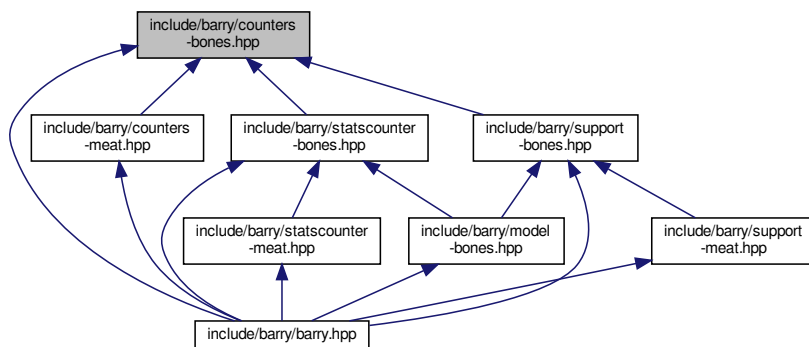 include/barry/counters
-bones.hpp
include/barry/counters
-meat.hpp
include/barry/statscounter
-bones.hpp
include/barry/support
-bones.hpp
include/barry/statscounter
-meat.hpp
include/barry/model
-bones.hpp
include/barry/support
-meat.hpp
include/barry/barry.hpp